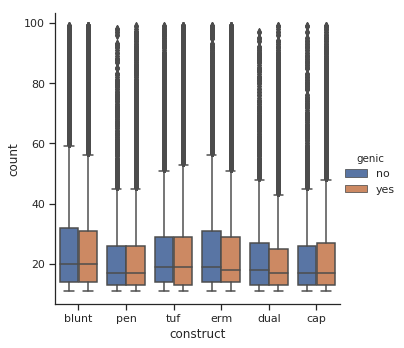 100
80
60
40
20
count
blunt pen tuf erm dual cap
construct
genic
no
yes